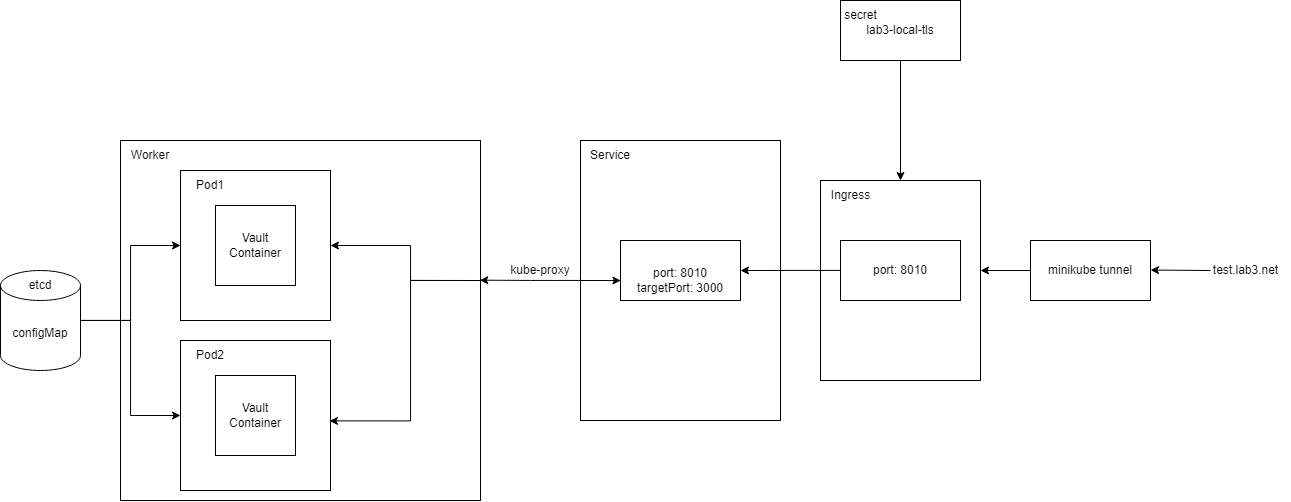 secret
lab3-local-tls
Worker
Pod1
Vault
Container
Pod2
Vault
Container
etcd
configMap
kube-proxy
Service
port: 8010
targetPort: 3000
Ingress
port: 8010
minikube tunnel
test.lab3.net